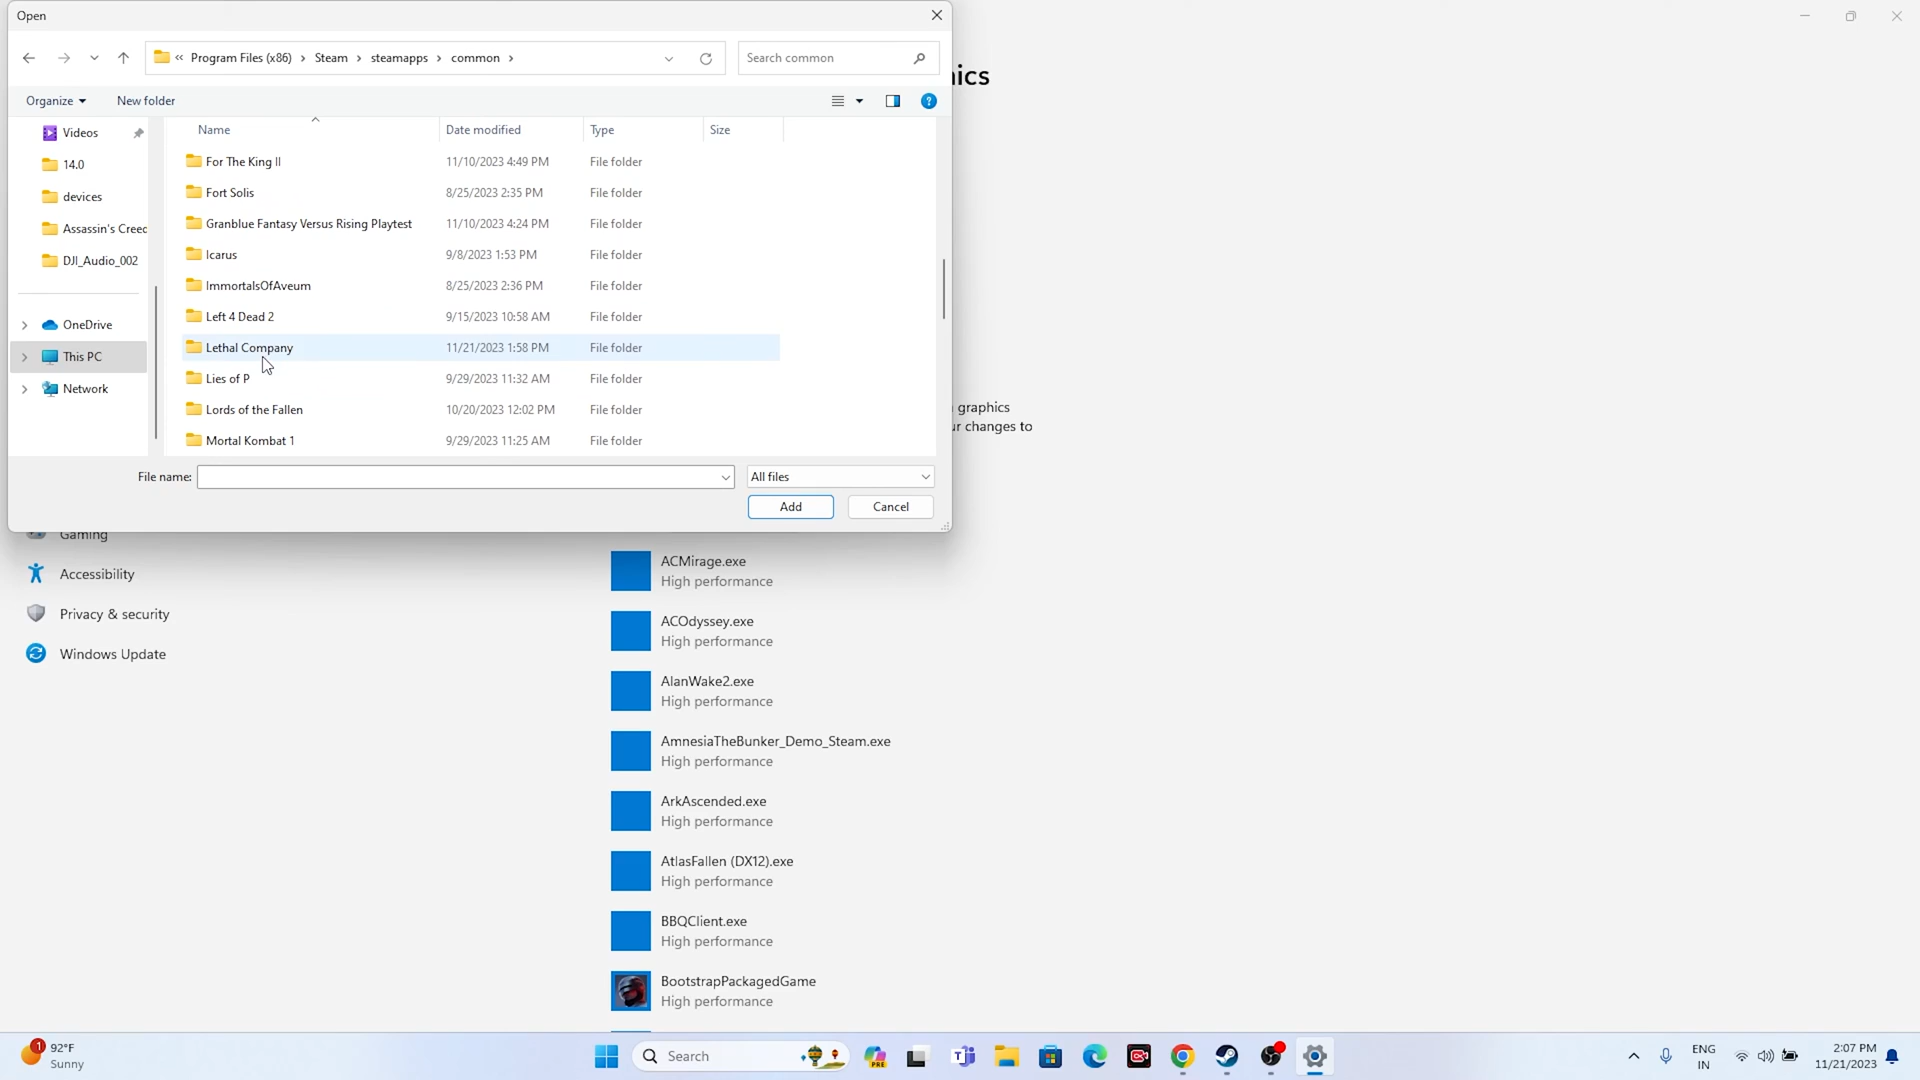 Open
ics
« Program Files (x86) > Steam > steamapps > common >
Search common
Organize
New folder
?
Name
Date modified
Type
Size
Videos
14.0
devices
Assassin's Creed
DJI_Audio_002
OneDrive
This PC
Network
For The King II 11/10/2023 4:49 PM File folder
Fort Solis 8/25/2023 2:35 PM File folder
Granblue Fantasy Versus Rising Playtest 11/10/2023 4:24 PM File folder
Icarus 9/8/2023 1:53 PM File folder
ImmortalsOfAveum 8/25/2023 2:36 PM File folder
Left 4 Dead 2 9/15/2023 10:58 AM File folder
Lethal Company 11/21/2023 1:58 PM File folder
Lies of P 9/29/2023 11:32 AM File folder
Lords of the Fallen 10/20/2023 12:02 PM File folder
Mortal Kombat 1 9/29/2023 11:25 AM File folder
graphics
ur changes to
File name:
All files
Add
Cancel
Gaming
Accessibility
Privacy & security
Windows Update
ACMirage.exe
High performance
ACOdyssey.exe
High performance
AlanWake2.exe
High performance
AmnesiaTheBunker_Demo_Steam.exe
High performance
ArkAscended.exe
High performance
AtlasFallen (DX12).exe
High performance
BBQClient.exe
High performance
BootstrapPackagedGame
High performance
1
92°F
Sunny
Search
PRE
ENG
IN
2:07 PM
11/21/2023